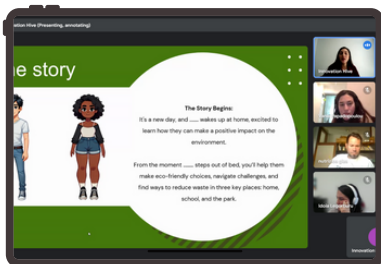 Innovation Hive (Presenting, annotating)
e story
The Story Begins:
It's a new day, and ...... wakes up at home, excited to
learn how they can make a positive impact on the
environment.
From the moment ...... steps out of bed, you'll help them
make eco-friendly choices, navigate challenges, and
find ways to reduce waste in three key places: home,
school, and the park.
Innovation Hive
Innovation